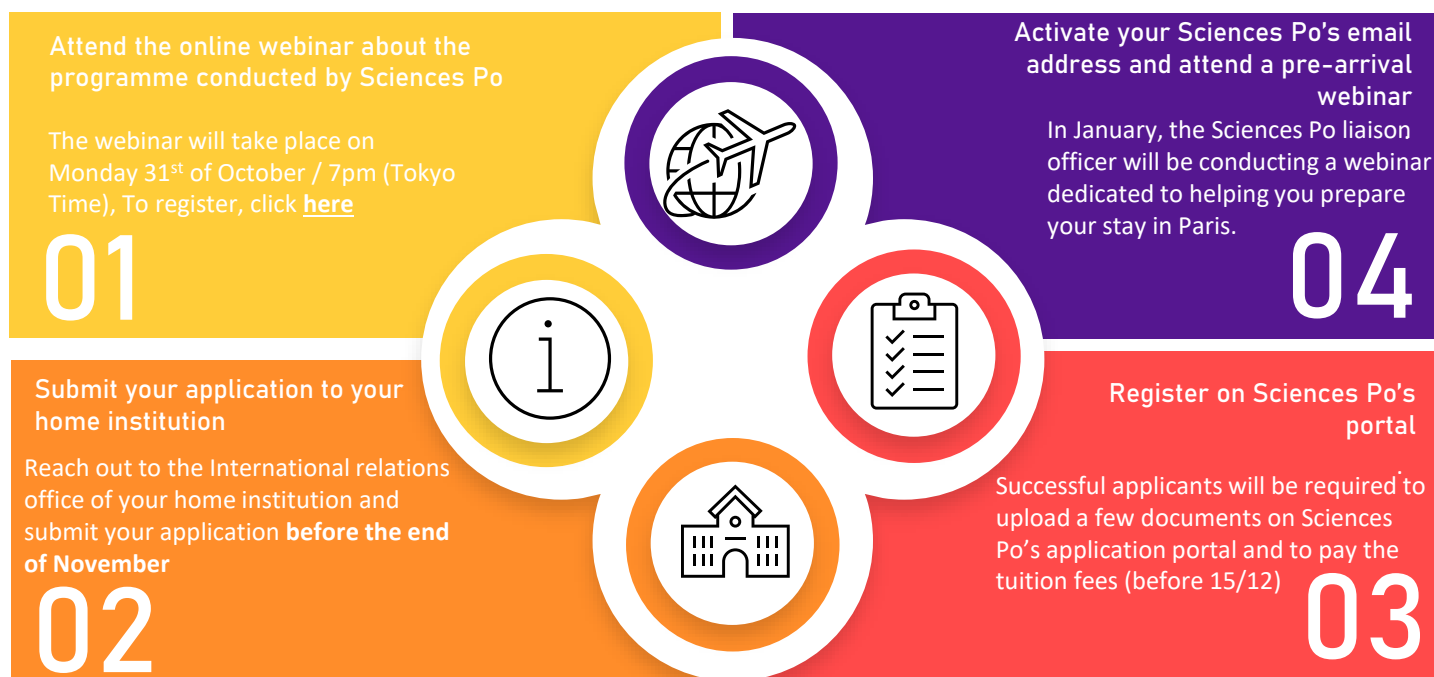 Attend the online webinar about the
programme conducted by Sciences Po
The webinar will take place on
Monday 31st of October / 7pm (Tokyo
Time), To register, click here
01
Submit your application to your
home institution
Reach out to the International relations
office of your home institution and
submit your application before the end
of November
02
Register on Sciences Po’s
portal
Successful applicants will be required to
upload a few documents on Sciences
Po’s application portal and to pay the
tuition fees (before 15/12)
03
Activate your Sciences Po’s email
address and attend a pre-arrival
webinar
In January, the Sciences Po liaison
officer will be conducting a webinar
dedicated to helping you prepare
your stay in Paris.
04